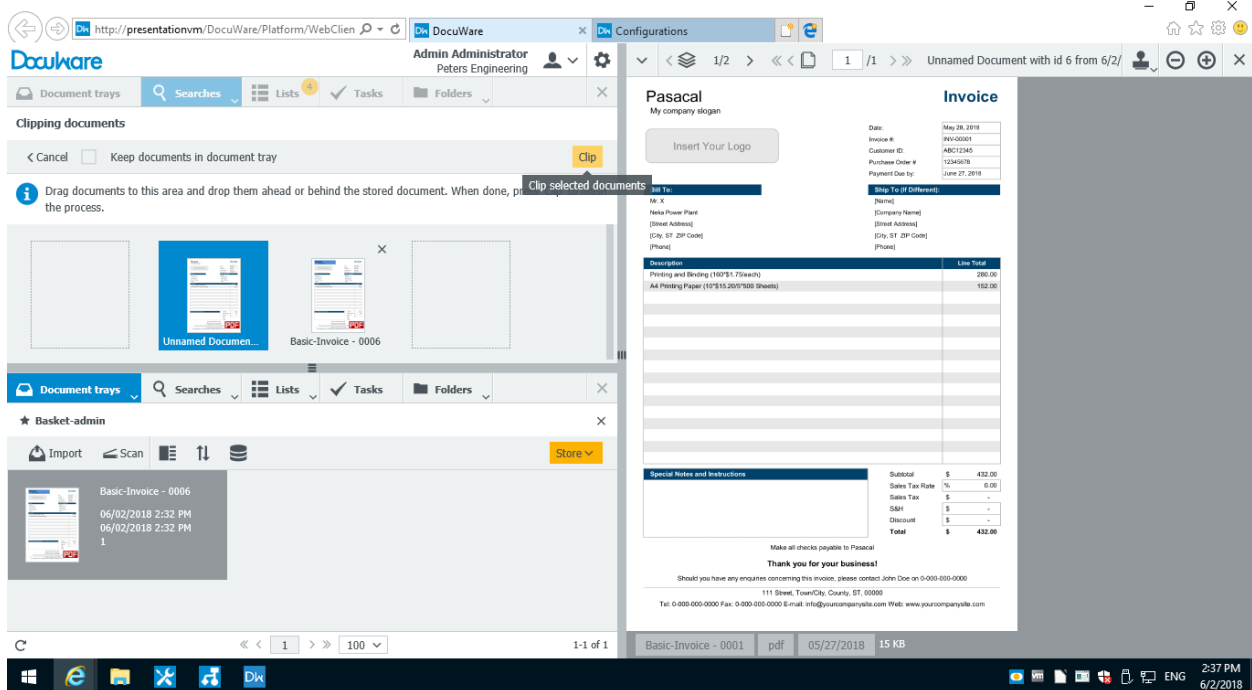 http://presentationvm/DocuWare/Platform/WebClien
DocuWare
Configurations
DocuWare
Admin Administrator
Peters Engineering
1/2
1 /1
Unnamed Document with id 6 from 6/2/
Document trays
Searches
Lists
4
Tasks
Folders
Clipping documents
Cancel
Keep documents in document tray
Clip
Clip selected documents
Drag documents to this area and drop them ahead or behind the stored document. When done, pr
the process.
Unnamed Documen...
Basic-Invoice - 0006
Document trays
Searches
Lists
Tasks
Folders
Basket-admin
Import
Scan
Store
Basic-Invoice - 0006
06/02/2018 2:32 PM
06/02/2018 2:32 PM
1
PDF
1
100
1-1 of 1
Pasacal
My company slogan
Invoice
Insert Your Logo
Date: May 28, 2018
Invoice #: INV-00001
Customer ID: ABC12345
Purchase Order # 12345678
Payment Due by: June 27, 2018
Bill To:
Mr. X
Neka Power Plant
[Street Address]
[City, ST ZIP Code]
[Phone]
Ship To (If Different):
[Name]
[Company Name]
[Street Address]
[City, ST ZIP Code]
[Phone]
Description Line Total
Printing and Binding (160*$1.75/each) 280.00
A4 Printing Paper (10*$15.20/5*500 Sheets) 152.00
Special Notes and Instructions
Subtotal $ 432.00
Sales Tax Rate % 0.00
Sales Tax $ -
S&H $ -
Discount $ -
Total $ 432.00
Make all checks payable to Pasacal
Thank you for your business!
Should you have any enquiries concerning this invoice, please contact John Doe on 0-000-000-0000
111 Street, Town/City, County, ST, 00000
Tel: 0-000-000-0000 Fax: 0-000-000-0000 E-mail: info@yourcompanysite.com Web: www.yourcompanysite.com
Basic-Invoice - 0001
pdf
05/27/2018
15 KB
DW
ENG
2:37 PM
6/2/2018